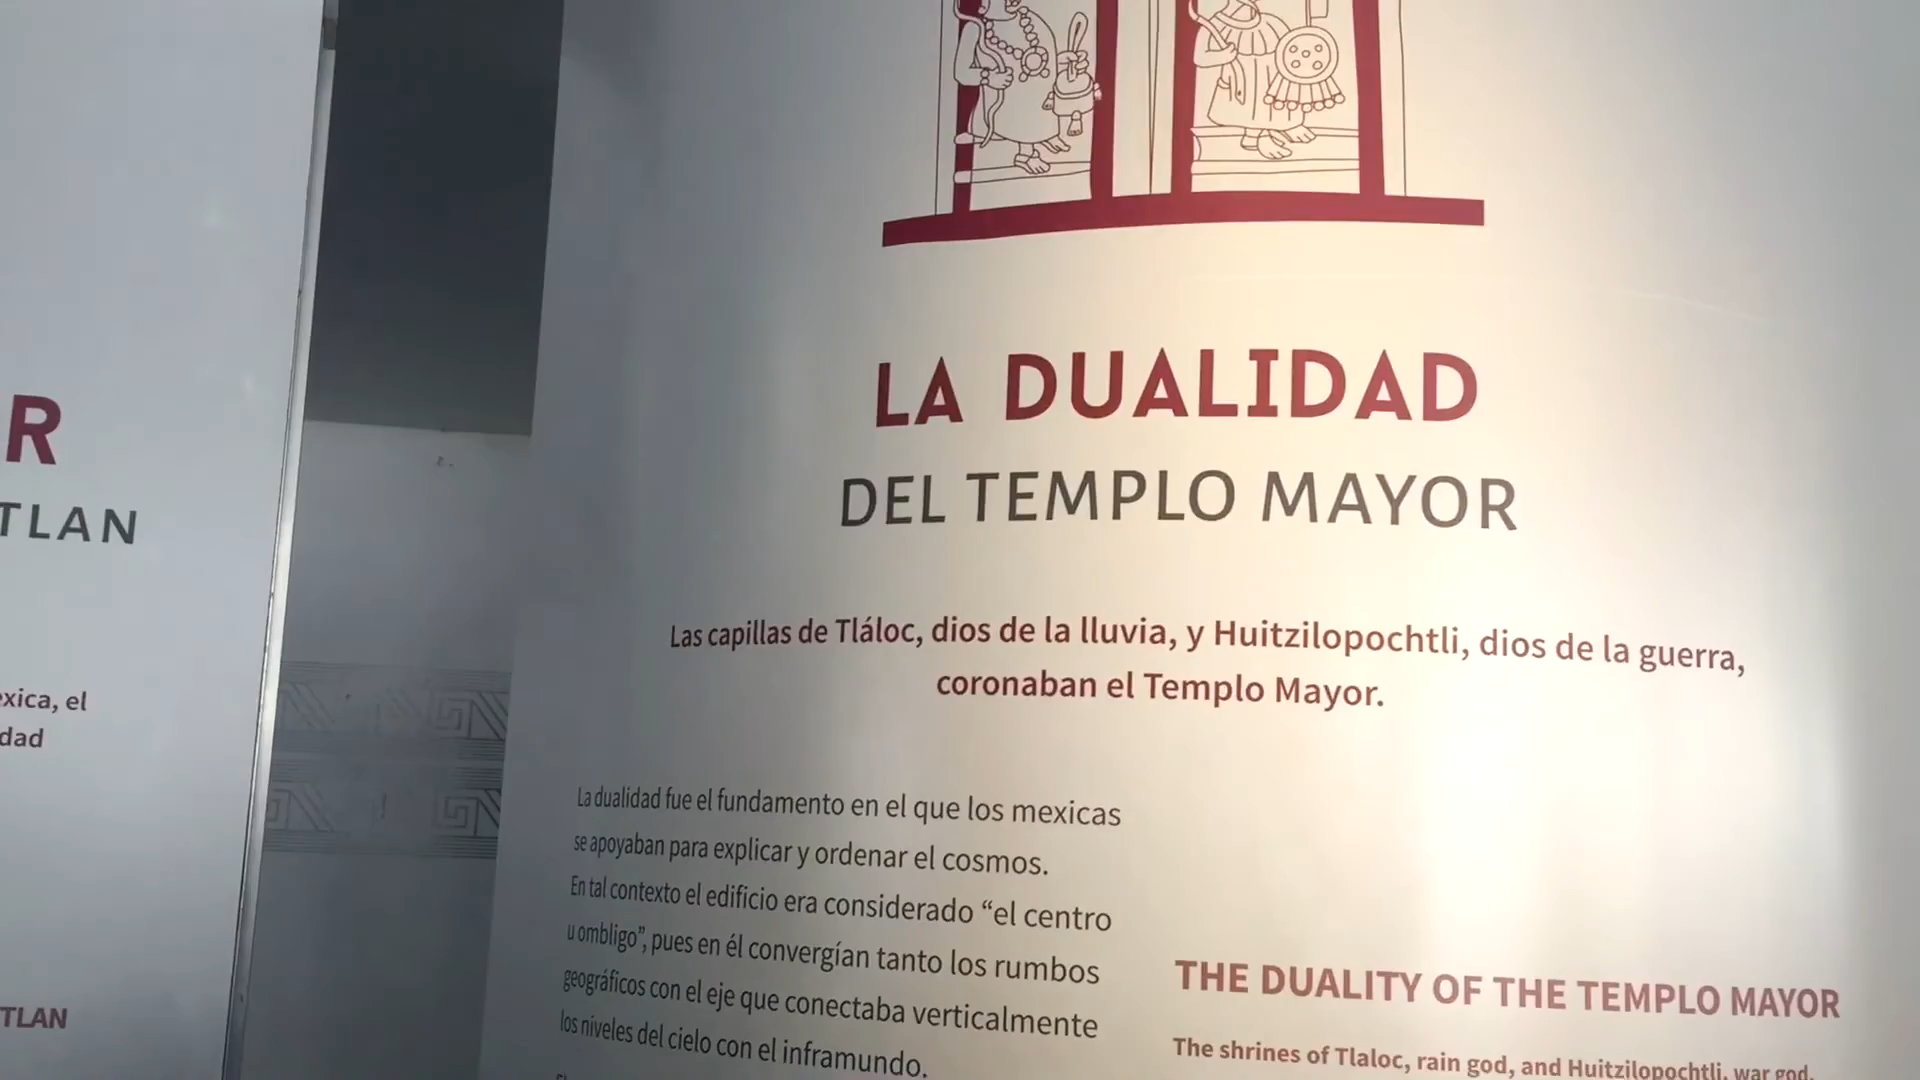 R
TLAN
exica, el
dad
TLAN
LA DUALIDAD
DEL TEMPLO MAYOR
Las capillas de Tláloc, dios de la lluvia, y Huitzilopochtli, dios de la guerra,
coronaban el Templo Mayor.
La dualidad fue el fundamento en el que los mexicas
se apoyaban para explicar y ordenar el cosmos.
En tal contexto el edificio era considerado “el centro
u ombligo”, pues en él convergían tanto los rumbos
geográficos con el eje que conectaba verticalmente
los niveles del cielo con el inframundo.
THE DUALITY OF THE TEMPLO MAYOR
The shrines of Tlaloc, rain god, and Huitzilopochtli, war god,